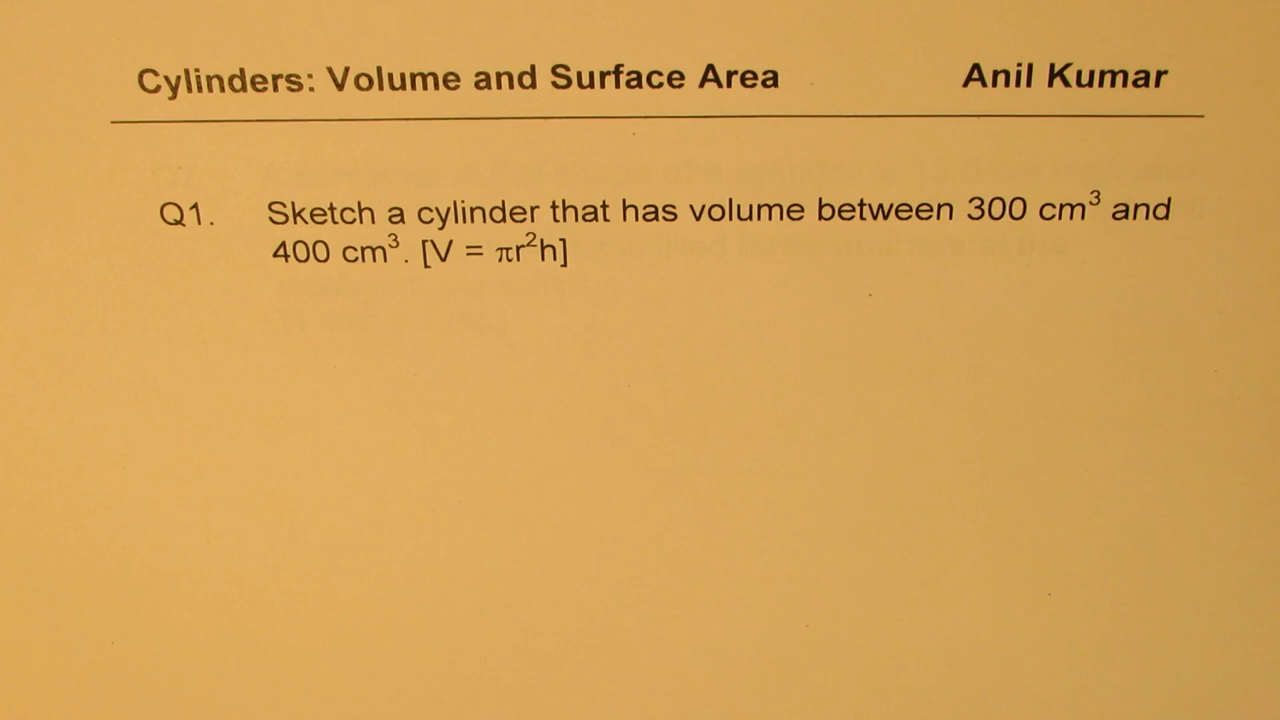 Cylinders: Volume and Surface Area Anil Kumar
Q1. Sketch a cylinder that has volume between 300 cm³ and
400 cm³. [V = πr²h]